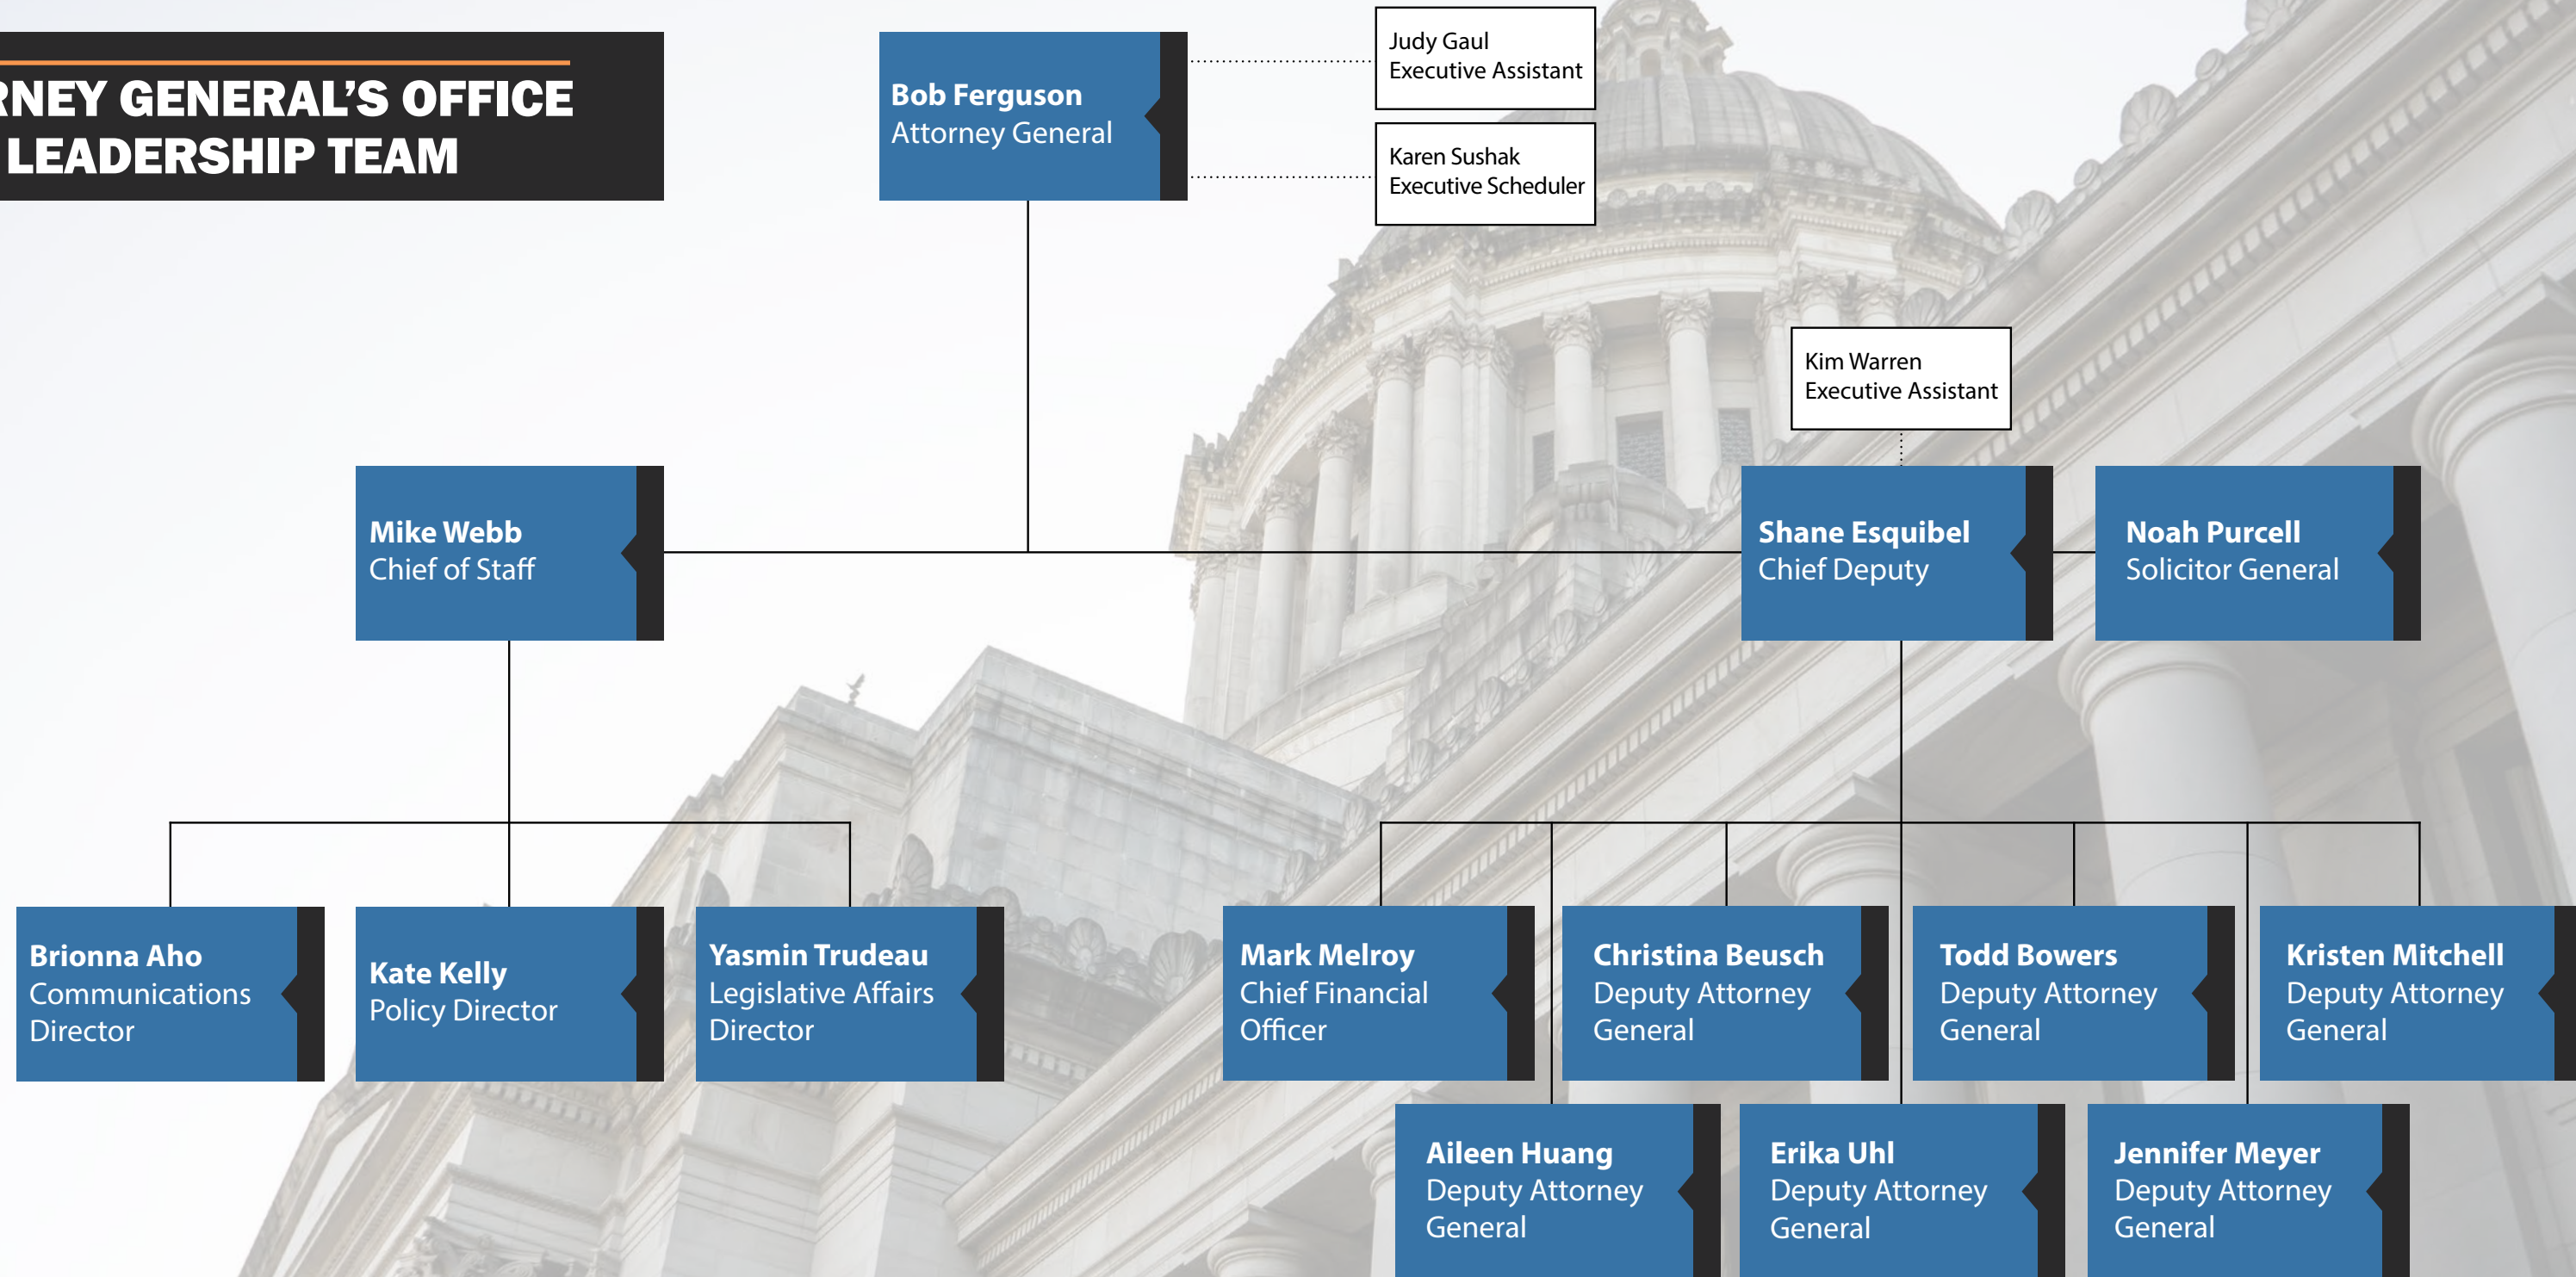 RNEY GENERAL'S OFFICE
LEADERSHIP TEAM
Bob Ferguson
Attorney General
Judy Gaul
Executive Assistant
Karen Sushak
Executive Scheduler
Kim Warren
Executive Assistant
Mike Webb
Chief of Staff
Shane Esquibel
Chief Deputy
Noah Purcell
Solicitor General
Brionna Aho
Communications
Director
Kate Kelly
Policy Director
Yasmin Trudeau
Legislative Affairs
Director
Mark Melroy
Chief Financial
Officer
Christina Beusch
Deputy Attorney
General
Todd Bowers
Deputy Attorney
General
Kristen Mitchell
Deputy Attorney
General
Aileen Huang
Deputy Attorney
General
Erika Uhl
Deputy Attorney
General
Jennifer Meyer
Deputy Attorney
General